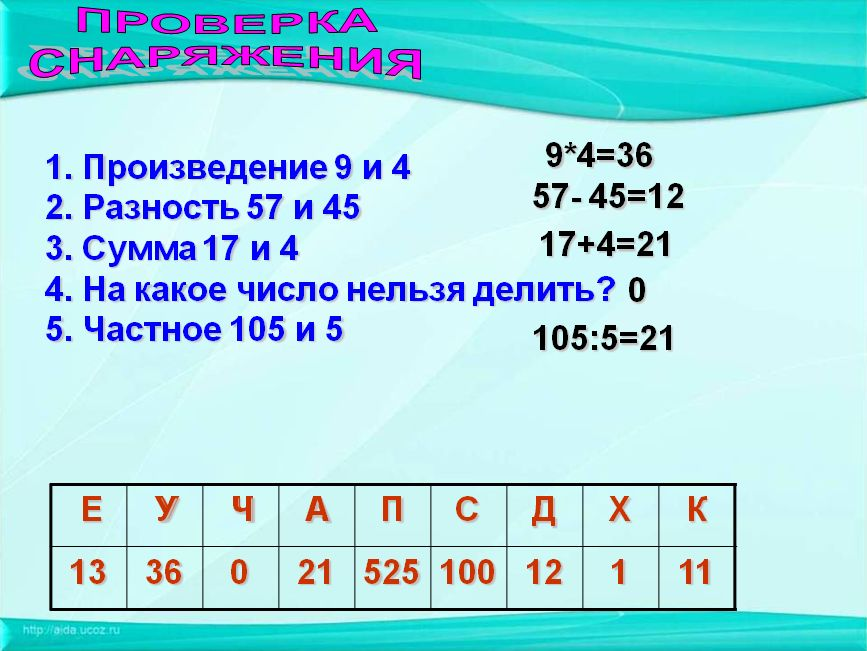 ПРОВЕРКА
СНАРЯЖЕНИЯ
1. Произведение 9 и 4
9*4=36
2. Разность 57 и 45
57- 45=12
3. Сумма 17 и 4
17+4=21
4. На какое число нельзя делить? 0
5. Частное 105 и 5
105:5=21
Е У Ч А П С Д Х К
13 36 0 21 525 100 12 1 11
http://aida.ucoz.ru